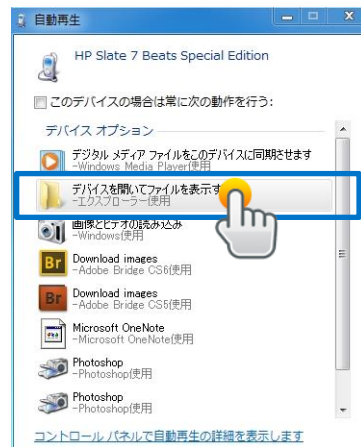 自動再生
HP Slate 7 Beats Special Edition
このデバイスの場合は常に次の動作を行う:
デバイス オプション
デジタル メディア ファイルをこのデバイスに同期させます
-Windows Media Player使用
デバイスを開いてファイルを表示す
-エクスプローラー使用
画像とビデオの読み込み
-Windows使用
Br
Download images
-Adobe Bridge CS6使用
Br
Download images
-Adobe Bridge CS5使用
Microsoft OneNote
-Microsoft OneNote使用
Photoshop
-Photoshop使用
Photoshop
-Photoshop使用
コントロール パネルで自動再生の詳細を表示します